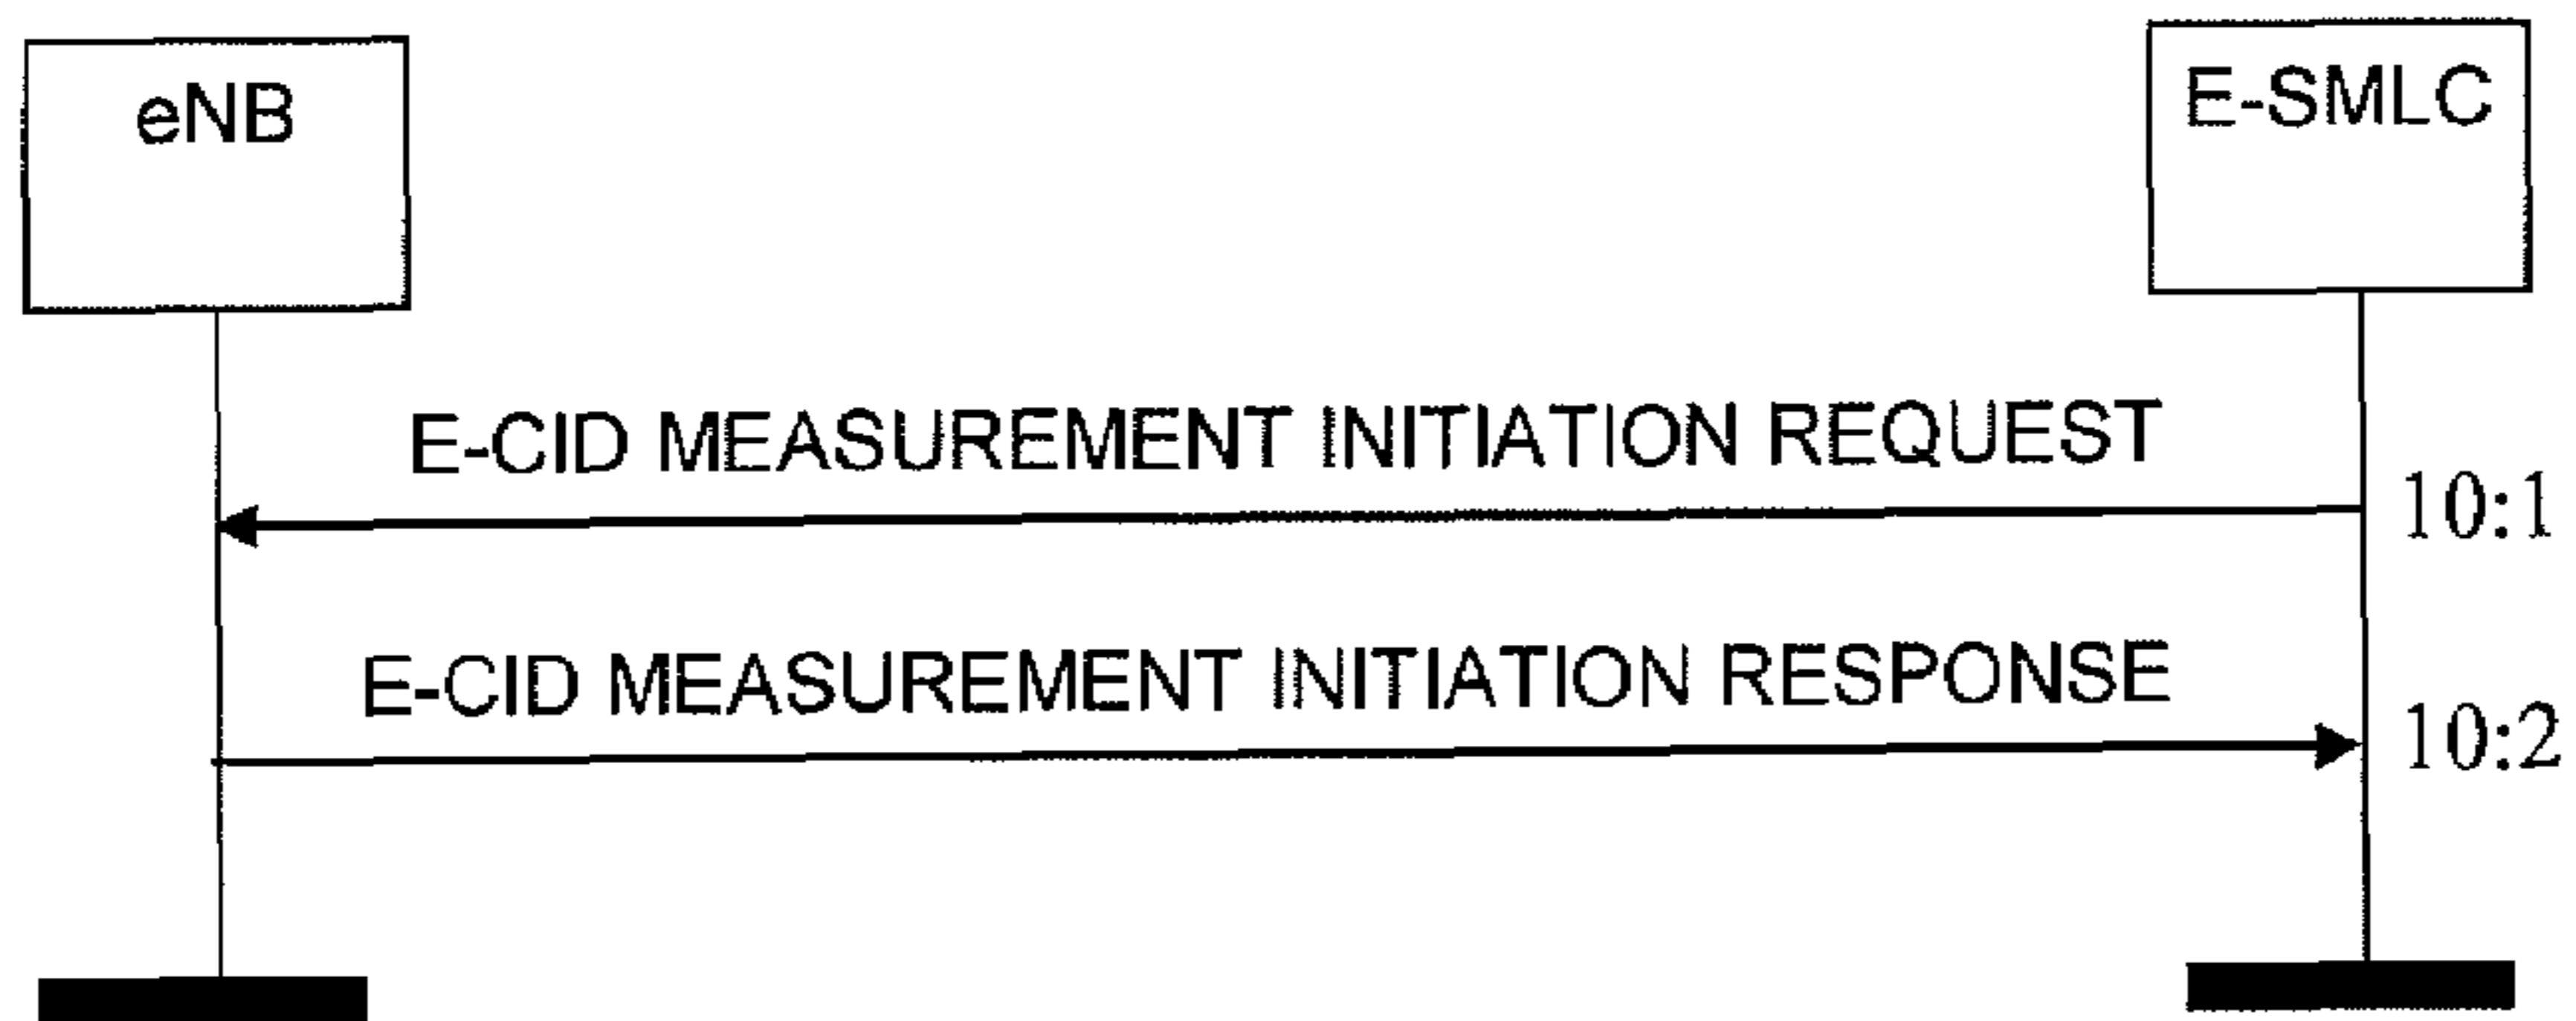 eNB
E-SMLC
E-CID MEASUREMENT INITIATION REQUEST
10:1
E-CID MEASUREMENT INITIATION RESPONSE
10:2